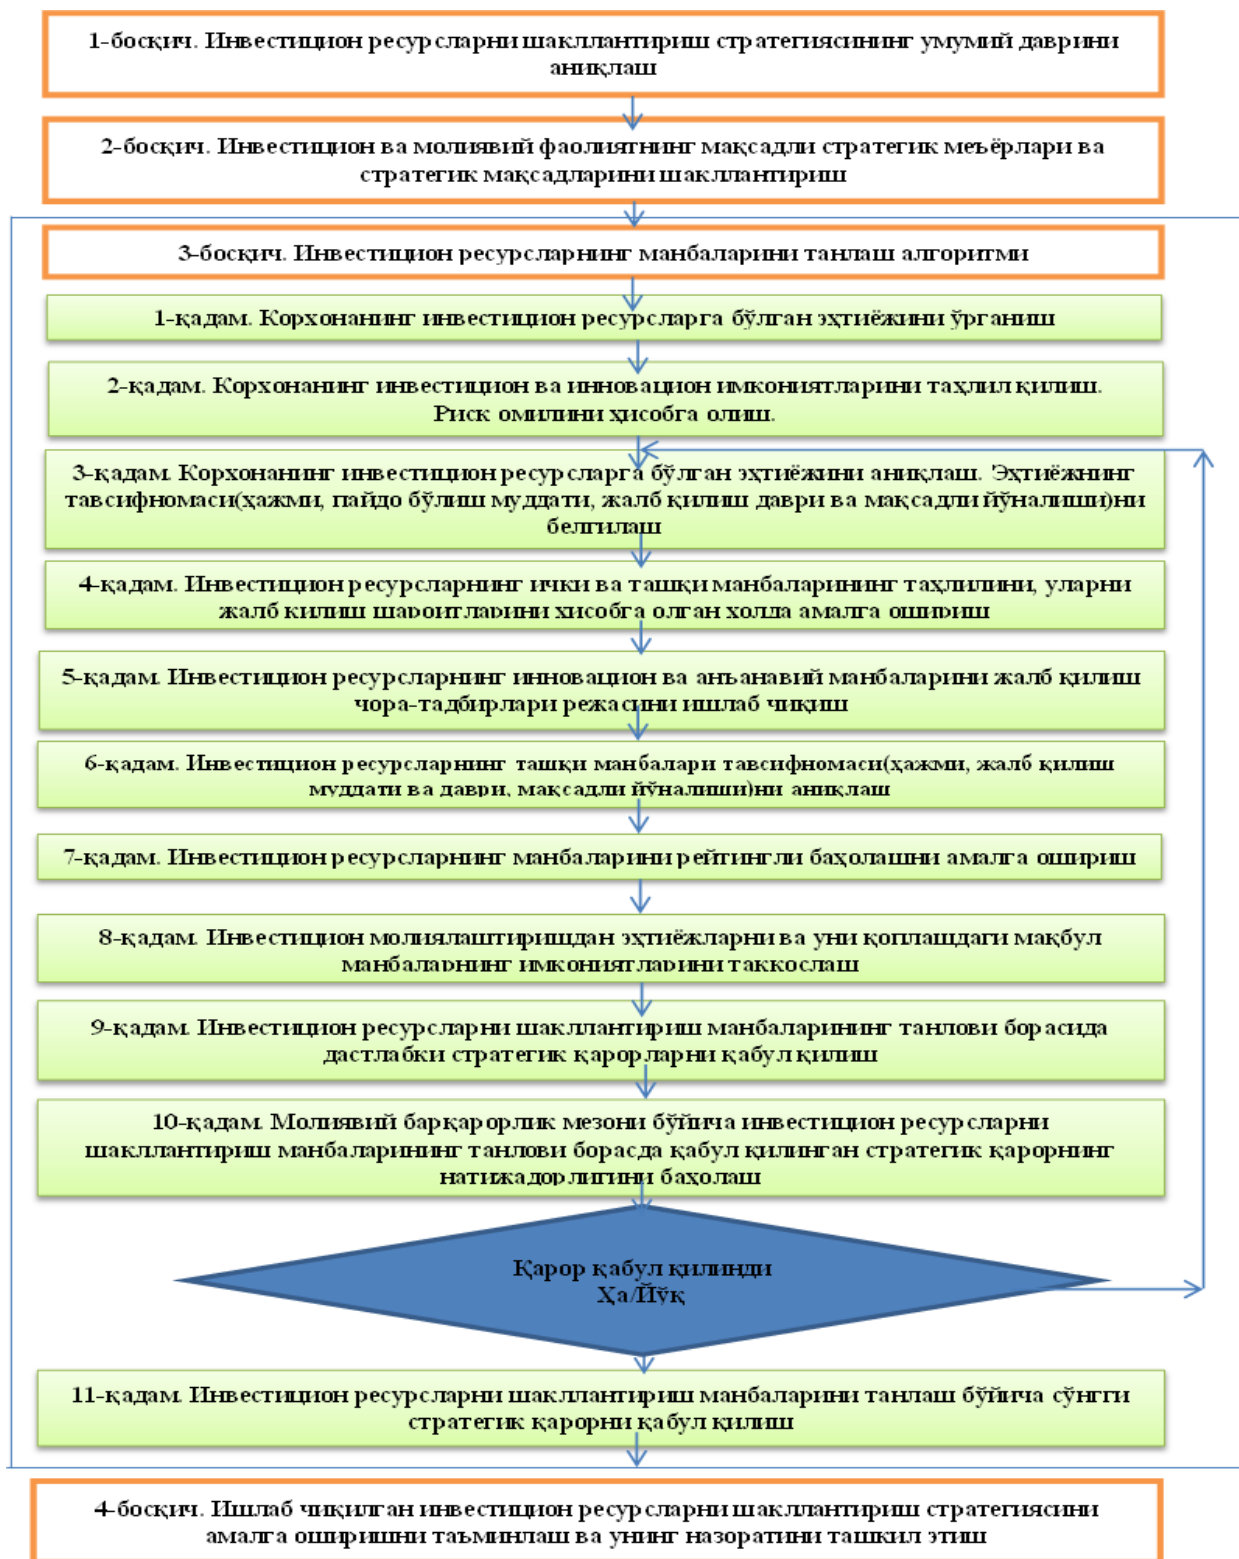 1-босқич. Инвестицион ресурсларни шакллантириш стратегиясининг умумий даврини
аниқлаш
2-босқич. Инвестицион ва молиявий фаолиятнинг мақсадли стратегик меъёрлари ва
стратегик мақсадларини шакллантириш
3-босқич. Инвестицион ресурсларнинг манбаларини танлаш алгоритми
1-қадам. Корхонанинг инвестицион ресурсларга бўлган эҳтиёжини ўрганиш
2-қадам. Корхонанинг инвестицион ва инновацион имкониятларини таҳлил қилиш.
Риск омилини ҳисобга олиш.
3-қадам. Корхонанинг инвестицион ресурсларга бўлган эҳтиёжини аниқлаш. Эҳтиёжнинг
тавсифномаси(ҳажми, пайдо бўлиш муддати, жалб қилиш даври ва мақсадли йўналиши)ни
белгилаш
4-қадам. Инвестицион ресурсларнинг ички ва ташқи манбаларининг таҳлилини, уларни
жалб қилиш шароитларини ҳисобга олган ҳолда амалга ошириш
5-қадам. Инвестицион ресурсларнинг инновацион ва анъанавий манбаларини жалб қилиш
чора-тадбирлари режасини ишлаб чиқиш
6-қадам. Инвестицион ресурсларнинг ташқи манбалари тавсифномаси(ҳажми, жалб қилиш
муддати ва даври, мақсадли йўналиши)ни аниқлаш
7-қадам. Инвестицион ресурсларнинг манбаларини рейтингли баҳолашни амалга ошириш
8-қадам. Инвестицион молиялаштиришдан эҳтиёжларни ва уни қоплашдаги мақбул
манбаларнинг имкониятларини таққослаш
9-қадам. Инвестицион ресурсларни шакллантириш манбаларининг танлови борасида
дастлабки стратегик қарорларни қабул қилиш
10-қадам. Молиявий барқарорлик мезони бўйича инвестицион ресурсларни
шакллантириш манбаларининг танлови борасда қабул қилинган стратегик қарорнинг
натижадорлигини баҳолаш
Қарор қабул қилинди
Ҳа/Йўқ
11-қадам. Инвестицион ресурсларни шакллантириш манбаларини танлаш бўйича сўнгги
стратегик қарорни қабул қилиш
4-босқич. Ишлаб чиқилган инвестицион ресурсларни шакллантириш стратегиясини
амалга оширишни таъминлаш ва унинг назоратини ташкил этиш